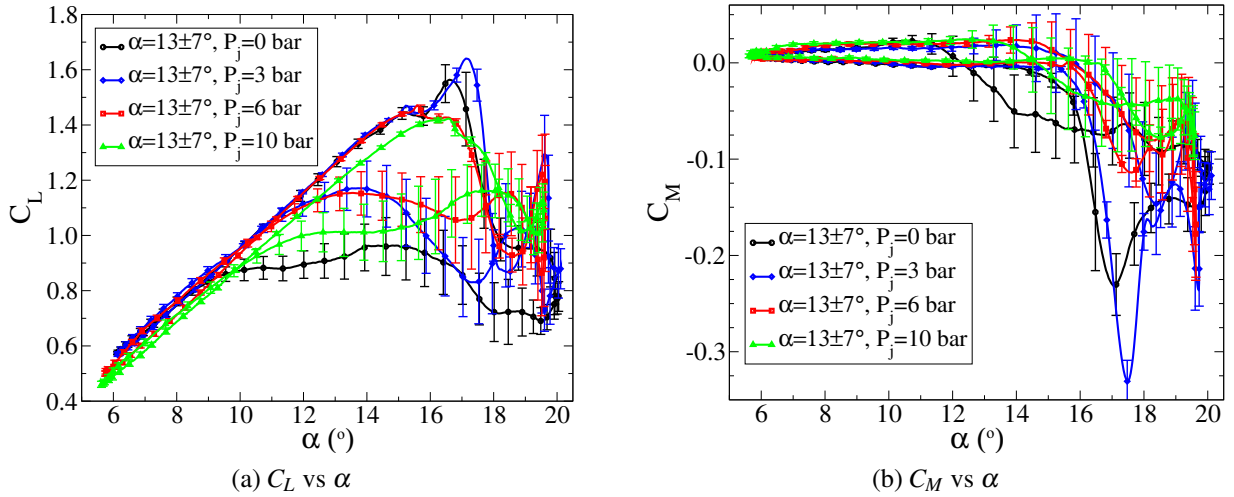 1.8
1.6
1.4
1.2
1.0
0.8
0.6
0.4
C_L
α=13±7°, P_j=0 bar
α=13±7°, P_j=3 bar
α=13±7°, P_j=6 bar
α=13±7°, P_j=10 bar
6 8 10 12 14 16 18 20
α (°)
(a) C_L vs α
0.0
-0.1
-0.2
-0.3
C_M
α=13±7°, P_j=0 bar
α=13±7°, P_j=3 bar
α=13±7°, P_j=6 bar
α=13±7°, P_j=10 bar
6 8 10 12 14 16 18 20
α (°)
(b) C_M vs α